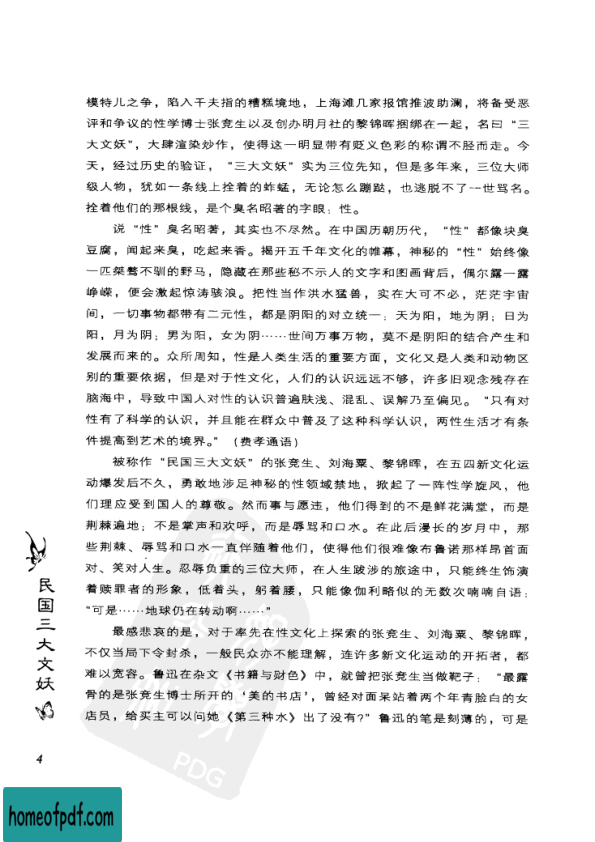 模特儿之争，陷入千夫指的糟糕境地，上海滩几家报馆推波助澜，将备受恶
评和争议的性学博士张竞生以及创办明月社的黎锦晖捆绑在一起，名曰“三
大文妖”，大肆渲染炒作，使得这一明显带有贬义色彩的称谓不胫而走。今
天，经过历史的验证，“三大文妖”实为三位先知，但是多年来，三位大师
级人物，犹如一条线上拴着的蚱蜢，无论怎么蹦跶，也逃脱不了一世骂名。
拴着他们的那根线，是个臭名昭著的字眼：性。
说“性”臭名昭著，其实也不尽然。在中国历朝历代，“性”都像块臭
豆腐，闻起来臭，吃起来香。揭开五千年文化的帷幕，神秘的“性”始终像
一匹桀骜不驯的野马，隐藏在那些秘不示人的文字和图画背后，偶尔露一露
峥嵘，便会激起惊涛骇浪。把性当作洪水猛兽，实在大可不必，茫茫宇宙
间，一切事物都带有二元性，都是阴阳的对立统一：天为阳，地为阴；日为
阳，月为阴；男为阳，女为阴……世间万事万物，莫不是阴阳的结合产生和
发展而来的。众所周知，性是人类生活的重要方面，文化又是人类和动物区
别的重要依据，但是对于性文化，人们的认识远远不够，许多旧观念残存在
脑海中，导致中国人对性的认识普遍肤浅、混乱、误解乃至偏见。“只有对
性有了科学的认识，并且能在群众中普及了这种科学认识，两性生活才有条
件提高到艺术的境界。”（费孝通语）
被称作“民国三大文妖”的张竞生、刘海粟、黎锦晖，在五四新文化运
动爆发后不久，勇敢地涉足神秘的性领域禁地，掀起了一阵性学旋风，他
们理应受到国人的尊敬。然而事与愿违，他们得到的不是鲜花满堂，而是
荆棘遍地；不是掌声和欢呼，而是辱骂和口水。在此后漫长的岁月中，那
些荆棘、辱骂和口水一直伴随着他们，使得他们很难像布鲁诺那样昂首面
对、笑对人生。忍辱负重的三位大师，在人生跋涉的旅途中，只能终生饰演
着赎罪者的形象，低着头，躬着腰，只能像伽利略似的无数次喃喃自语：
“可是……地球仍在转动啊……”
最感悲哀的是，对于率先在性文化上探索的张竞生、刘海粟、黎锦晖，
不仅当局下令封杀，一般民众亦不能理解，连许多新文化运动的开拓者，都
难以宽容。鲁迅在杂文《书籍与财色》中，就曾把张竞生当做靶子：“最露
骨的是张竞生博士所开的‘美的书店’，曾经对面呆站着两个年青脸白的女
店员，给买主可以问她《第三种水》出了没有？”鲁迅的笔是刻薄的，可是
民国三大文妖
4
PDG
homeofpdf.com